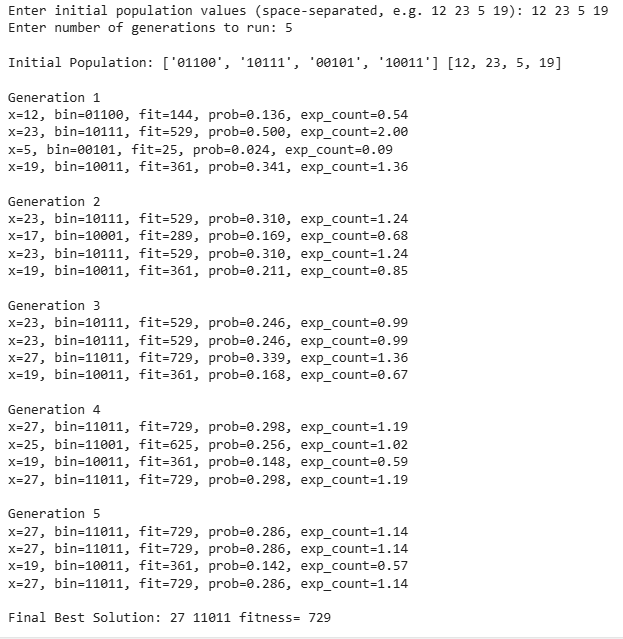 Enter initial population values (space-separated, e.g. 12 23 5 19): 12 23 5 19
Enter number of generations to run: 5
Initial Population: ['01100', '10111', '00101', '10011'] [12, 23, 5, 19]
Generation 1
x=12, bin=01100, fit=144, prob=0.136, exp_count=0.54
x=23, bin=10111, fit=529, prob=0.500, exp_count=2.00
x=5, bin=00101, fit=25, prob=0.024, exp_count=0.09
x=19, bin=10011, fit=361, prob=0.341, exp_count=1.36
Generation 2
x=23, bin=10111, fit=529, prob=0.310, exp_count=1.24
x=17, bin=10001, fit=289, prob=0.169, exp_count=0.68
x=23, bin=10111, fit=529, prob=0.310, exp_count=1.24
x=19, bin=10011, fit=361, prob=0.211, exp_count=0.85
Generation 3
x=23, bin=10111, fit=529, prob=0.246, exp_count=0.99
x=23, bin=10111, fit=529, prob=0.246, exp_count=0.99
x=27, bin=11011, fit=729, prob=0.339, exp_count=1.36
x=19, bin=10011, fit=361, prob=0.168, exp_count=0.67
Generation 4
x=27, bin=11011, fit=729, prob=0.298, exp_count=1.19
x=25, bin=11001, fit=625, prob=0.256, exp_count=1.02
x=19, bin=10011, fit=361, prob=0.148, exp_count=0.59
x=27, bin=11011, fit=729, prob=0.298, exp_count=1.19
Generation 5
x=27, bin=11011, fit=729, prob=0.286, exp_count=1.14
x=27, bin=11011, fit=729, prob=0.286, exp_count=1.14
x=19, bin=10011, fit=361, prob=0.142, exp_count=0.57
x=27, bin=11011, fit=729, prob=0.286, exp_count=1.14
Final Best Solution: 27 11011 fitness= 729